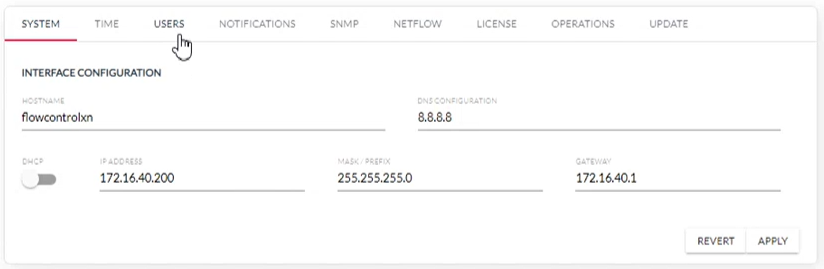 SYSTEM TIME USERS NOTIFICATIONS SNMP NETFLOW LICENSE OPERATIONS UPDATE
INTERFACE CONFIGURATION
HOSTNAME DNS CONFIGURATION
flowcontrolxn 8.8.8.8
DHCP IP ADDRESS MASK / PREFIX GATEWAY
172.16.40.200 255.255.255.0 172.16.40.1
REVERT APPLY